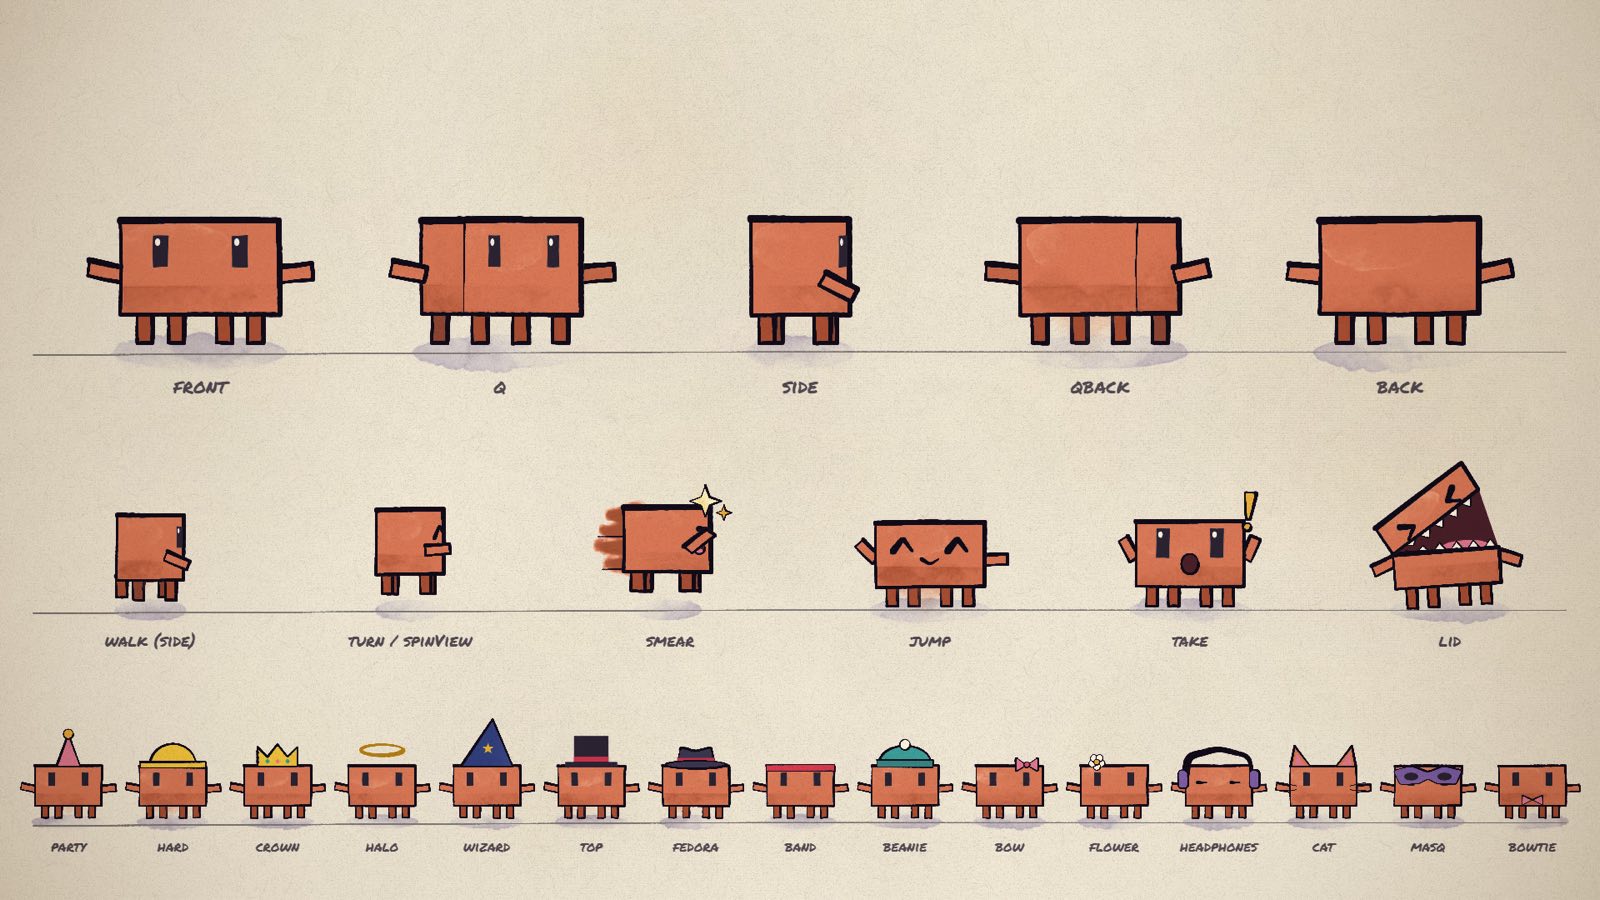 FRONT
Q
SIDE
QBACK
BACK
WALK (SIDE)
TURN / SPINVIEW
SMEAR
JUMP
TAKE
LID
PARTY
HARD
CROWN
HALO
WIZARD
TOP
FEDORA
BAND
BEANIE
BOW
FLOWER
HEADPHONES
CAT
MASQ
BOWTIE